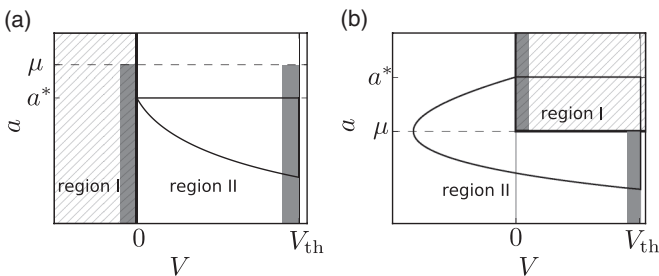 (a)
μ
a*
a
region I
region II
0
V_th
V
(b)
a*
a
μ
region I
region II
0
V_th
V